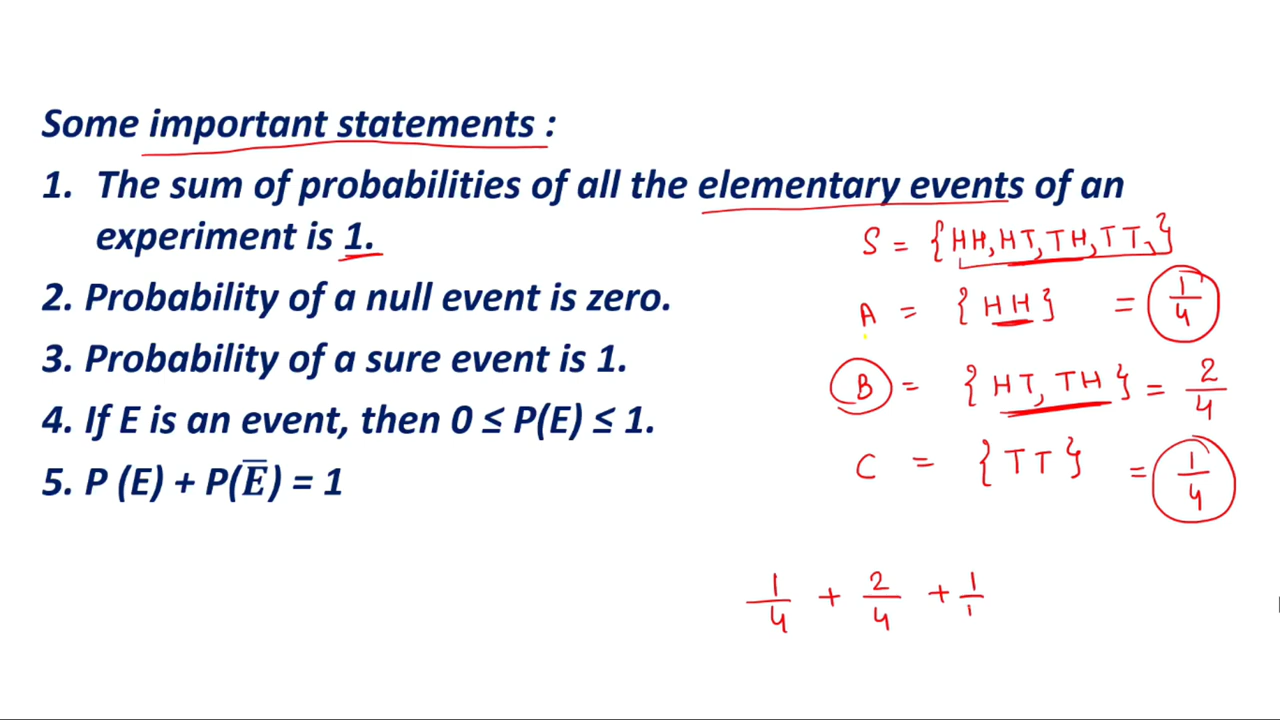 Some important statements :
1. The sum of probabilities of all the elementary events of an
experiment is 1.
S = {HH, HT, TH, TT,}
2. Probability of a null event is zero.
A = {HH} = 1/4
3. Probability of a sure event is 1.
B = {HT, TH} = 2/4
4. If E is an event, then 0 ≤ P(E) ≤ 1.
C = {TT} = 1/4
5. P (E) + P(E̅) = 1
1/4 + 2/4 + 1/